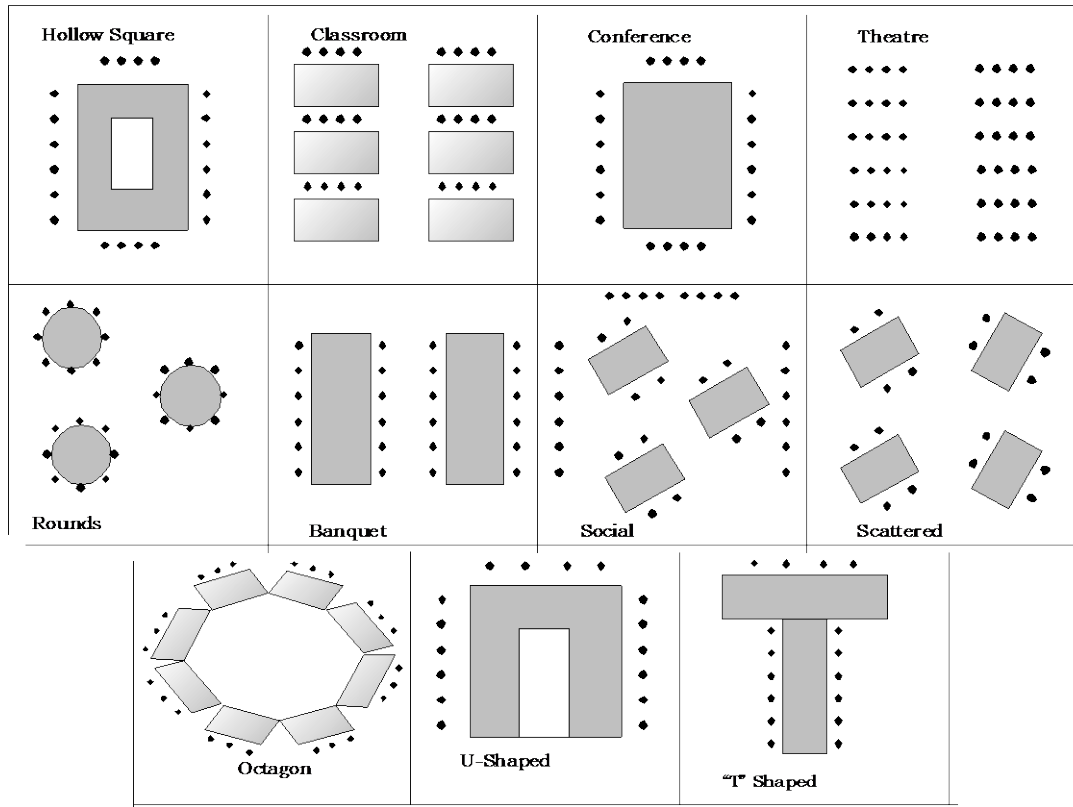 Hollow Square
Classroom
Conference
Theatre
Rounds
Banquet
Social
Scattered
Octagon
U-Shaped
"T" Shaped